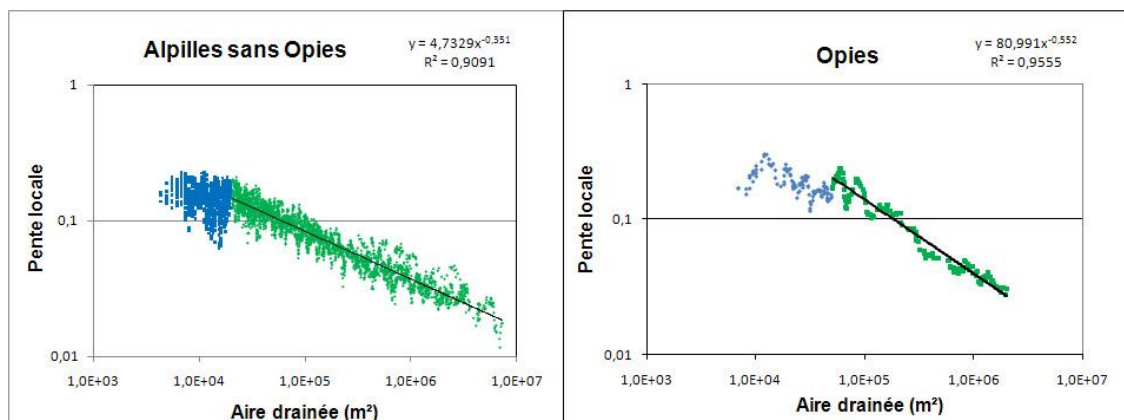 Alpilles sans Opies
y = 4,7329x^-0,351
R² = 0,9091
Pente locale
1
0,1
0,01
1,0E+03 1,0E+04 1,0E+05 1,0E+06 1,0E+07
Aire drainée (m²)
Opies
y = 80,991x^-0,552
R² = 0,9555
Pente locale
1
0,1
0,01
1,0E+03 1,0E+04 1,0E+05 1,0E+06 1,0E+07
Aire drainée (m²)